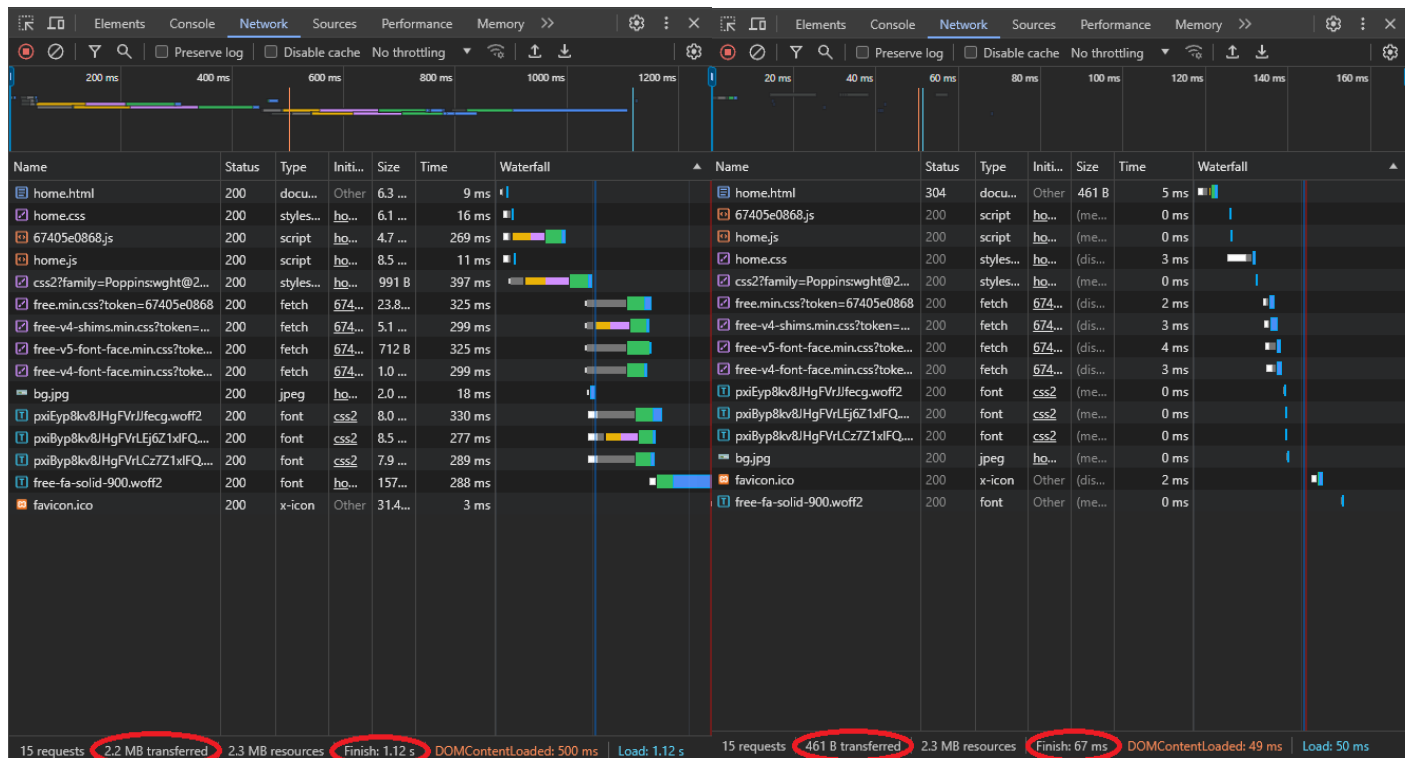 Elements Console Network Sources Performance Memory
Preserve log Disable cache No throttling
200 ms 400 ms 600 ms 800 ms 1000 ms 1200 ms
Name Status Type Initi... Size Time Waterfall
home.html 200 docu... Other 6.3 ... 9 ms
home.css 200 styles... ho... 6.1 ... 16 ms
67405e0868.js 200 script ho... 4.7 ... 269 ms
home.js 200 script ho... 8.5 ... 11 ms
css2?family=Poppins:wght@2... 200 styles... ho... 991 B 397 ms
free.min.css?token=67405e0868 200 fetch 674... 23.8... 325 ms
free-v4-shims.min.css?token=... 200 fetch 674... 5.1 ... 299 ms
free-v5-font-face.min.css?toke... 200 fetch 674... 712 B 325 ms
free-v4-font-face.min.css?toke... 200 fetch 674... 1.0 ... 299 ms
bg.jpg 200 jpeg ho... 2.0 ... 18 ms
pxiEyp8kv8JHgFVrJJfecg.woff2 200 font css2 8.0 ... 330 ms
pxiByp8kv8JHgFVrLEj6Z1xlFQ.... 200 font css2 8.5 ... 277 ms
pxiByp8kv8JHgFVrLCz7Z1xlFQ.... 200 font css2 7.9 ... 289 ms
free-fa-solid-900.woff2 200 font ho... 157... 288 ms
favicon.ico 200 x-icon Other 31.4... 3 ms
15 requests 2.2 MB transferred 2.3 MB resources Finish: 1.12 s DOMContentLoaded: 500 ms Load: 1.12 s
Elements Console Network Sources Performance Memory
Preserve log Disable cache No throttling
20 ms 40 ms 60 ms 80 ms 100 ms 120 ms 140 ms 160 ms
Name Status Type Initi... Size Time Waterfall
home.html 304 docu... Other 461 B 5 ms
67405e0868.js 200 script ho... (me... 0 ms
home.js 200 script ho... (me... 0 ms
home.css 200 styles... ho... (dis... 3 ms
css2?family=Poppins:wght@2... 200 styles... ho... (me... 0 ms
free.min.css?token=67405e0868 200 fetch 674... (dis... 2 ms
free-v4-shims.min.css?token=... 200 fetch 674... (dis... 3 ms
free-v5-font-face.min.css?toke... 200 fetch 674... (dis... 4 ms
free-v4-font-face.min.css?toke... 200 fetch 674... (dis... 3 ms
pxiEyp8kv8JHgFVrJJfecg.woff2 200 font css2 (me... 0 ms
pxiByp8kv8JHgFVrLEj6Z1xlFQ.... 200 font css2 (me... 0 ms
pxiByp8kv8JHgFVrLCz7Z1xlFQ.... 200 font css2 (me... 0 ms
bg.jpg 200 jpeg ho... (me... 0 ms
favicon.ico 200 x-icon Other (dis... 2 ms
free-fa-solid-900.woff2 200 font Other (me... 0 ms
15 requests 461 B transferred 2.3 MB resources Finish: 67 ms DOMContentLoaded: 49 ms Load: 50 ms